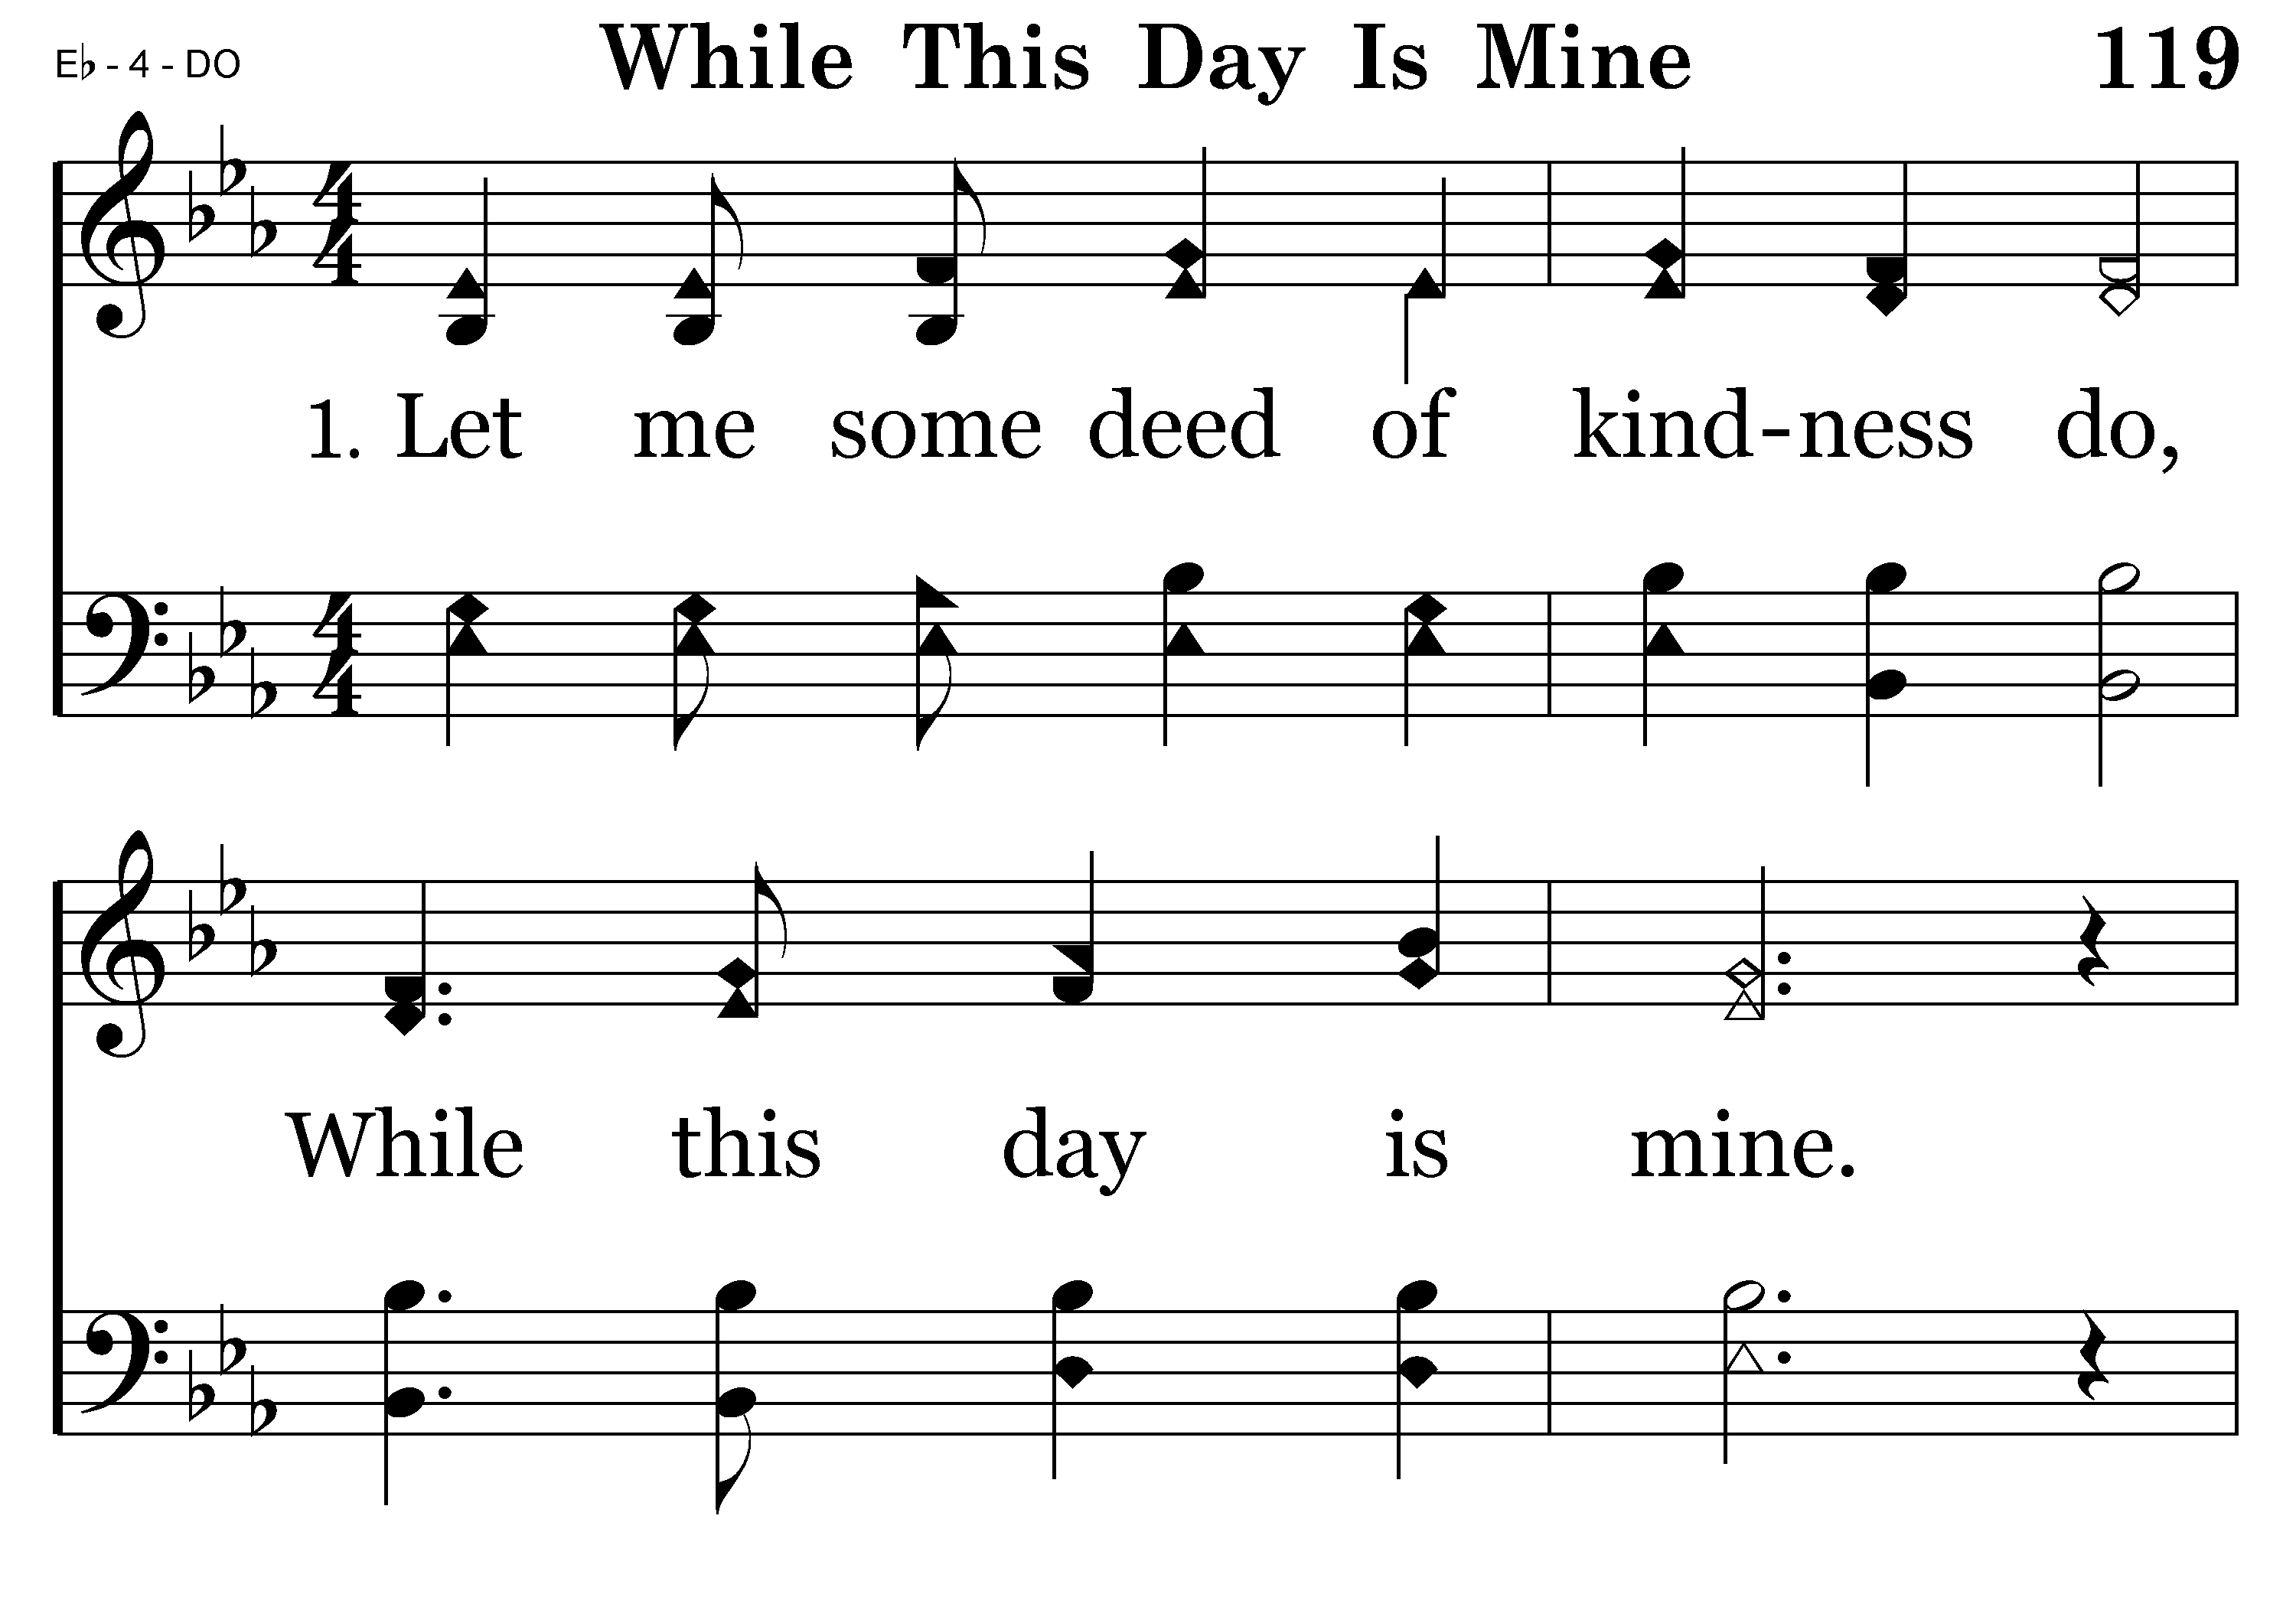 E♭ - 4 - DO While This Day Is Mine 119
1. Let me some deed of kind-ness do,
While this day is mine.